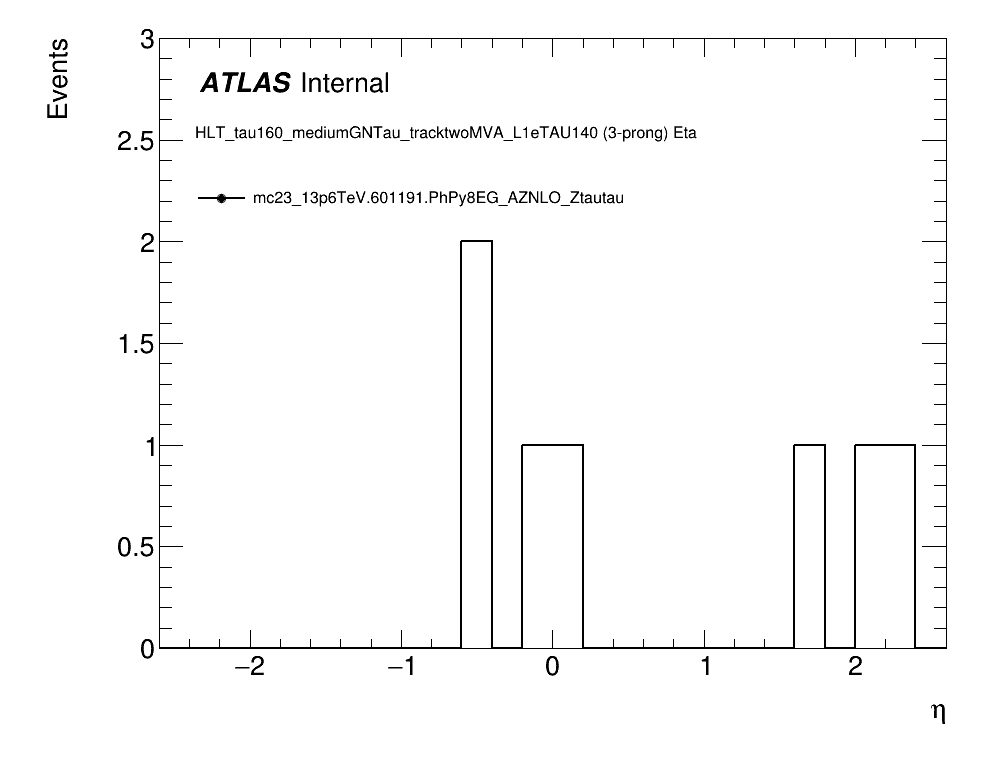 Events
3
ATLAS Internal
HLT_tau160_mediumGNTau_tracktwoMVA_L1eTAU140 (3-prong) Eta
2.5
mc23_13p6TeV.601191.PhPy8EG_AZNLO_Ztautau
2
1.5
1
0.5
0
−2 −1 0 1 2
η